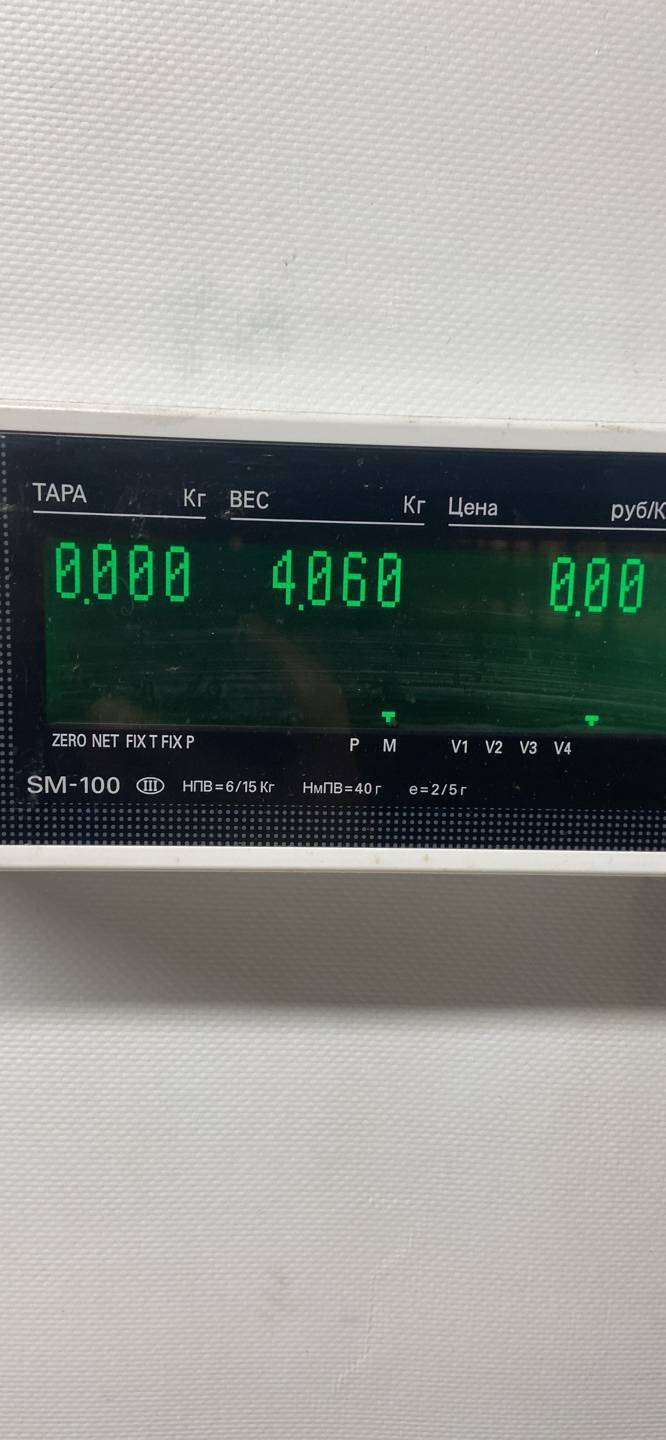 ТАРА Кг ВЕС Кг Цена руб/К
0.000 4.060 0.00
ZERO NET FIX T FIX P P M V1 V2 V3 V4
SM-100 III НПВ=6/15 Кг НмПВ=40 г e=2/5 г